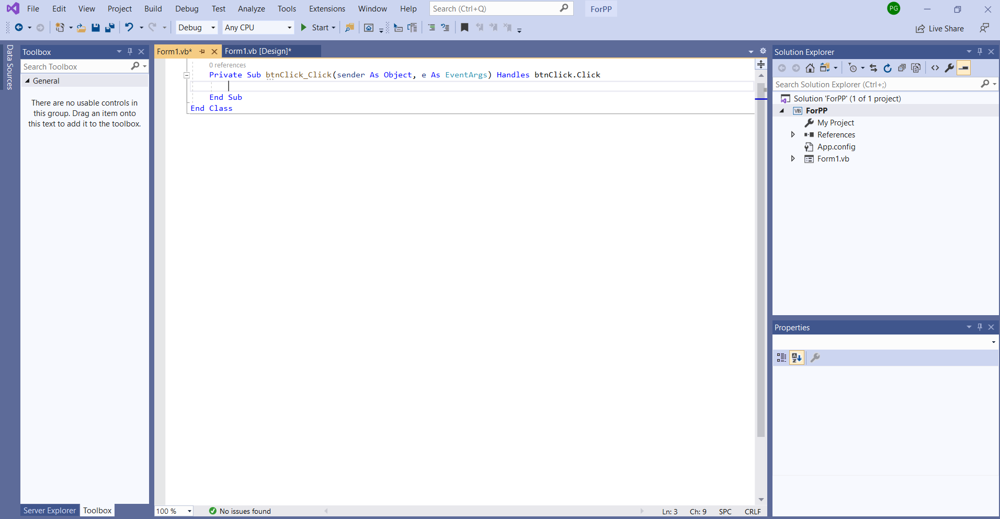 File Edit View Project Build Debug Test Analyze Tools Extensions Window Help Search (Ctrl+Q) ForPP PG
Debug Any CPU Start Live Share
Data Sources
Toolbox
Search Toolbox
General
There are no usable controls in
this group. Drag an item onto
this text to add it to the toolbox.
Server Explorer Toolbox
Form1.vb* Form1.vb [Design]*
0 references
Private Sub btnClick_Click(sender As Object, e As EventArgs) Handles btnClick.Click
End Sub
End Class
100 % No issues found Ln: 3 Ch: 9 SPC CRLF
Solution Explorer
Search Solution Explorer (Ctrl+;)
Solution 'ForPP' (1 of 1 project)
VB ForPP
My Project
References
App.config
Form1.vb
Properties
A
Z